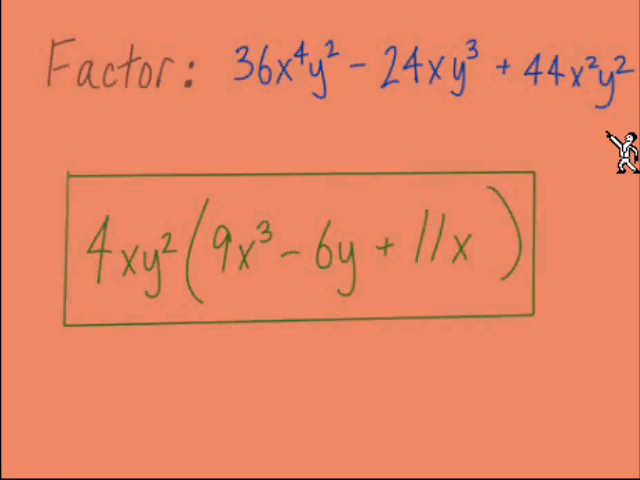 Factor: 36x⁴y² - 24xy³ + 44x²y²
4xy²(9x³ - 6y + 11x)